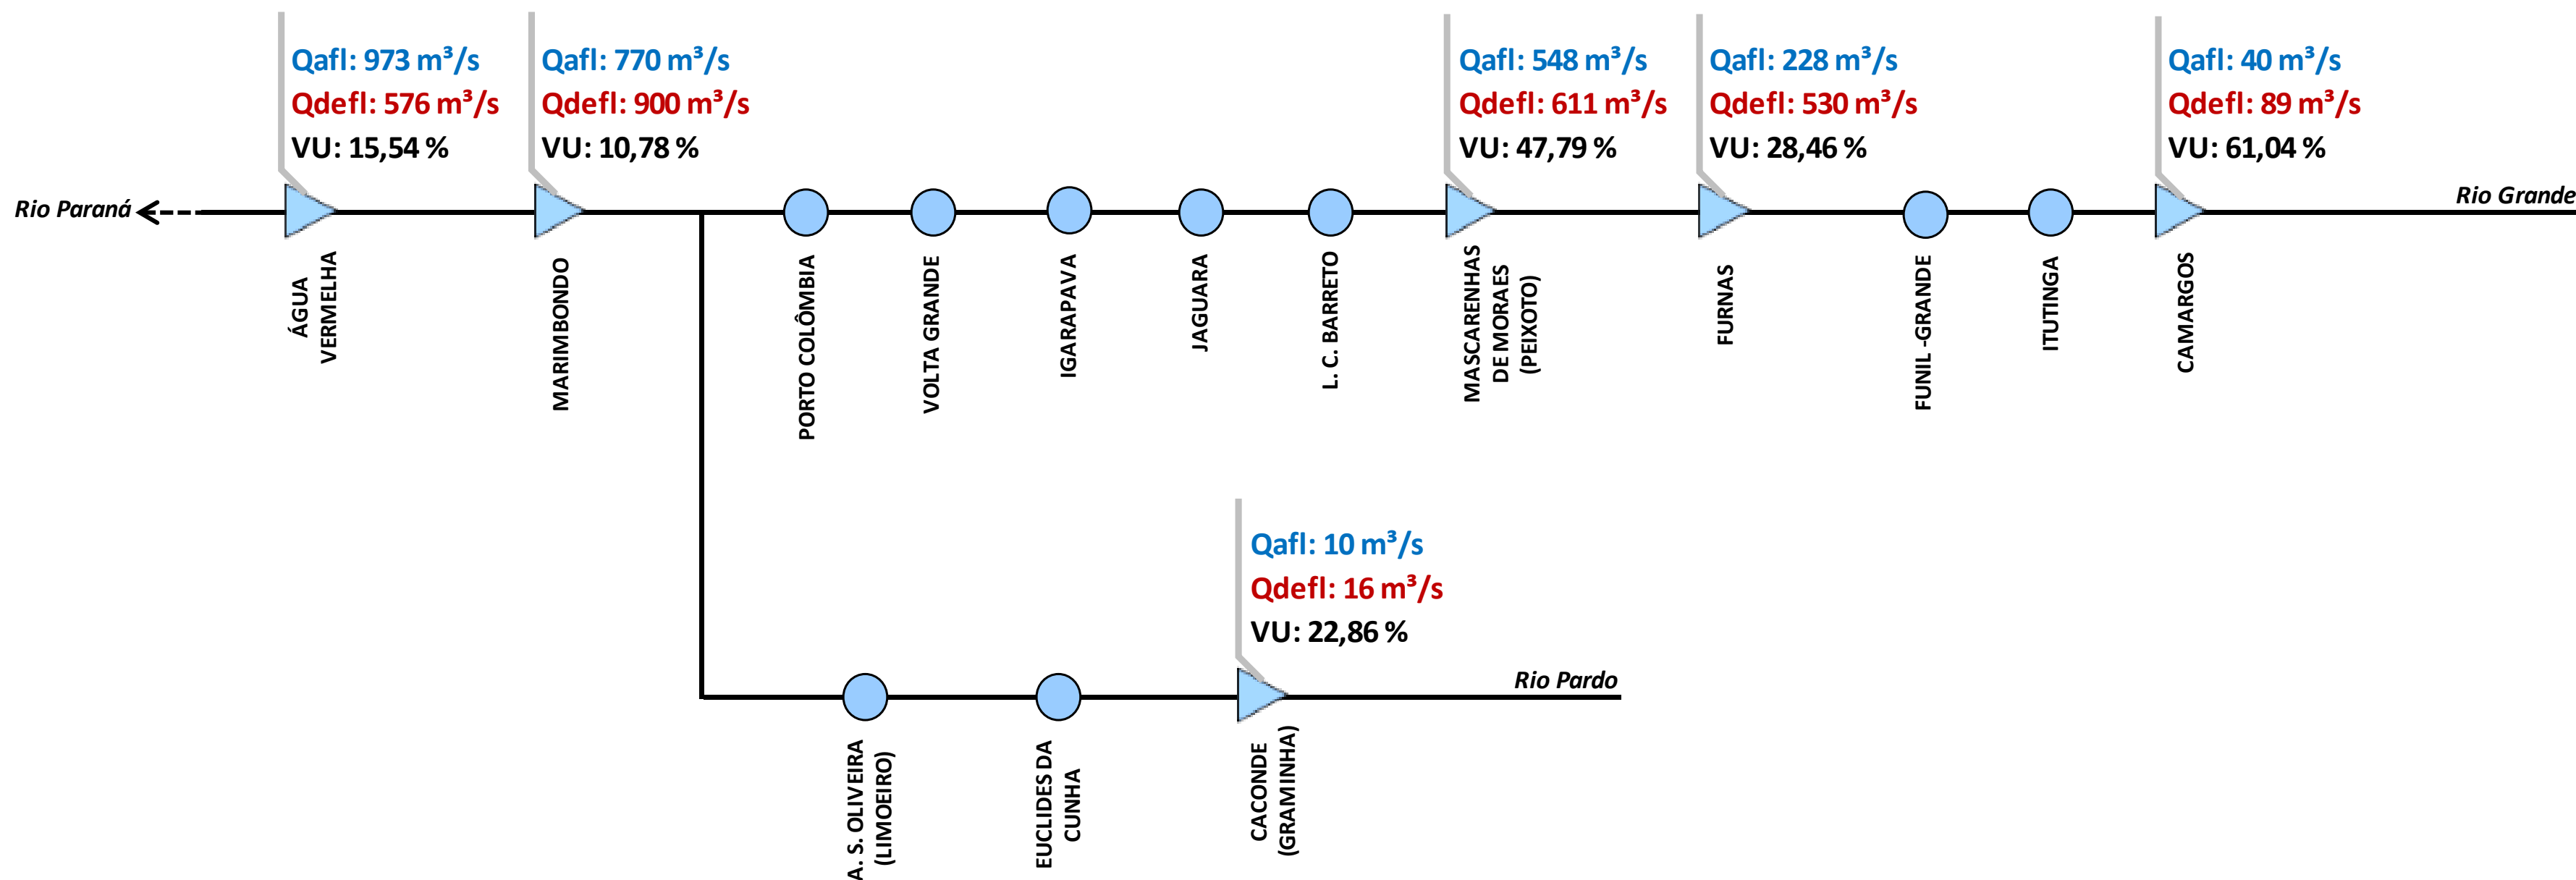 Qafl: 973 m³/s
Qdefl: 576 m³/s
VU: 15,54 %
Qafl: 770 m³/s
Qdefl: 900 m³/s
VU: 10,78 %
Qafl: 548 m³/s
Qdefl: 611 m³/s
VU: 47,79 %
Qafl: 228 m³/s
Qdefl: 530 m³/s
VU: 28,46 %
Qafl: 40 m³/s
Qdefl: 89 m³/s
VU: 61,04 %
Rio Paraná
Rio Grande
ÁGUA
VERMELHA
MARIMBONDO
PORTO COLÔMBIA
VOLTA GRANDE
IGARAPAVA
JAGUARA
L. C. BARRETO
MASCARENHAS
DE MORAES
(PEIXOTO)
FURNAS
FUNIL -GRANDE
ITUTINGA
CAMARGOS
Qafl: 10 m³/s
Qdefl: 16 m³/s
VU: 22,86 %
Rio Pardo
A. S. OLIVEIRA
(LIMOEIRO)
EUCLIDES DA
CUNHA
CACONDE
(GRAMINHA)